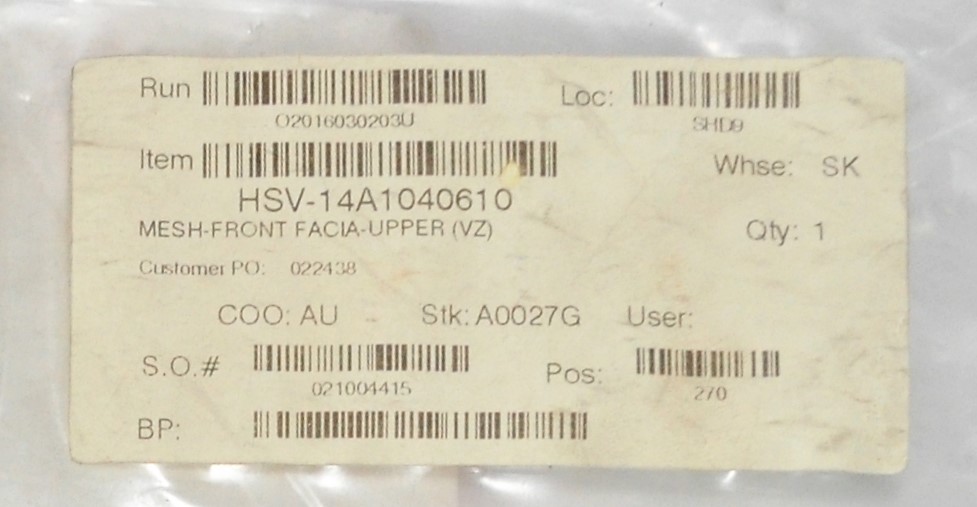 Run
O2016030203U
Loc:
SHD9
Item
HSV-14A1040610
Whse: SK
MESH-FRONT FACIA-UPPER (VZ)
Qty: 1
Customer PO: 022438
COO: AU Stk: A0027G User:
S.O.#
021004415
Pos:
270
BP: